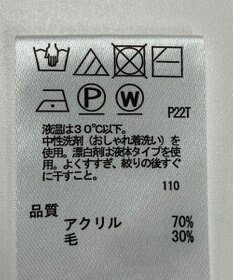 P W
P22T
液温は30℃以下。
中性洗剤（おしゃれ着洗い）を
使用。漂白剤は液体タイプを使
用。よくすすぎ、絞りの後すぐ
に干すこと。
110
品質
アクリル 70%
毛 30%